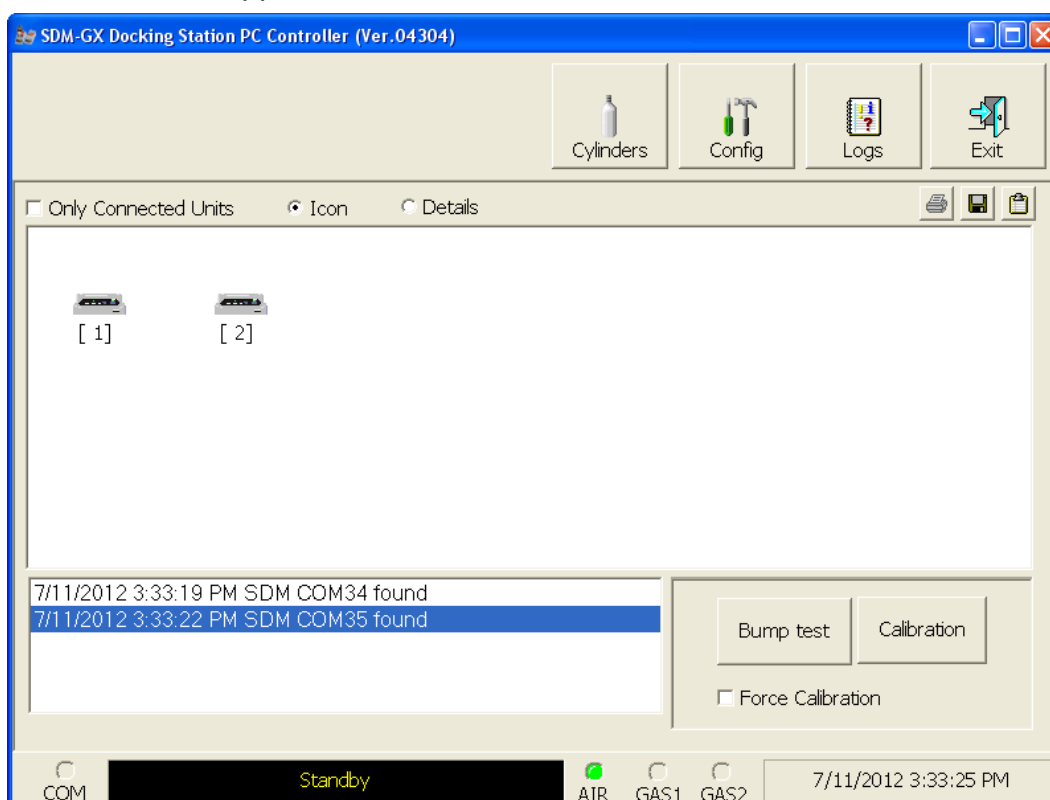 SDM-GX Docking Station PC Controller (Ver.04304)
Cylinders
Config
Logs
Exit
Only Connected Units
Icon
Details
[ 1]
[ 2]
7/11/2012 3:33:19 PM SDM COM34 found
7/11/2012 3:33:22 PM SDM COM35 found
Bump test
Calibration
Force Calibration
COM
Standby
AIR
GAS1
GAS2
7/11/2012 3:33:25 PM